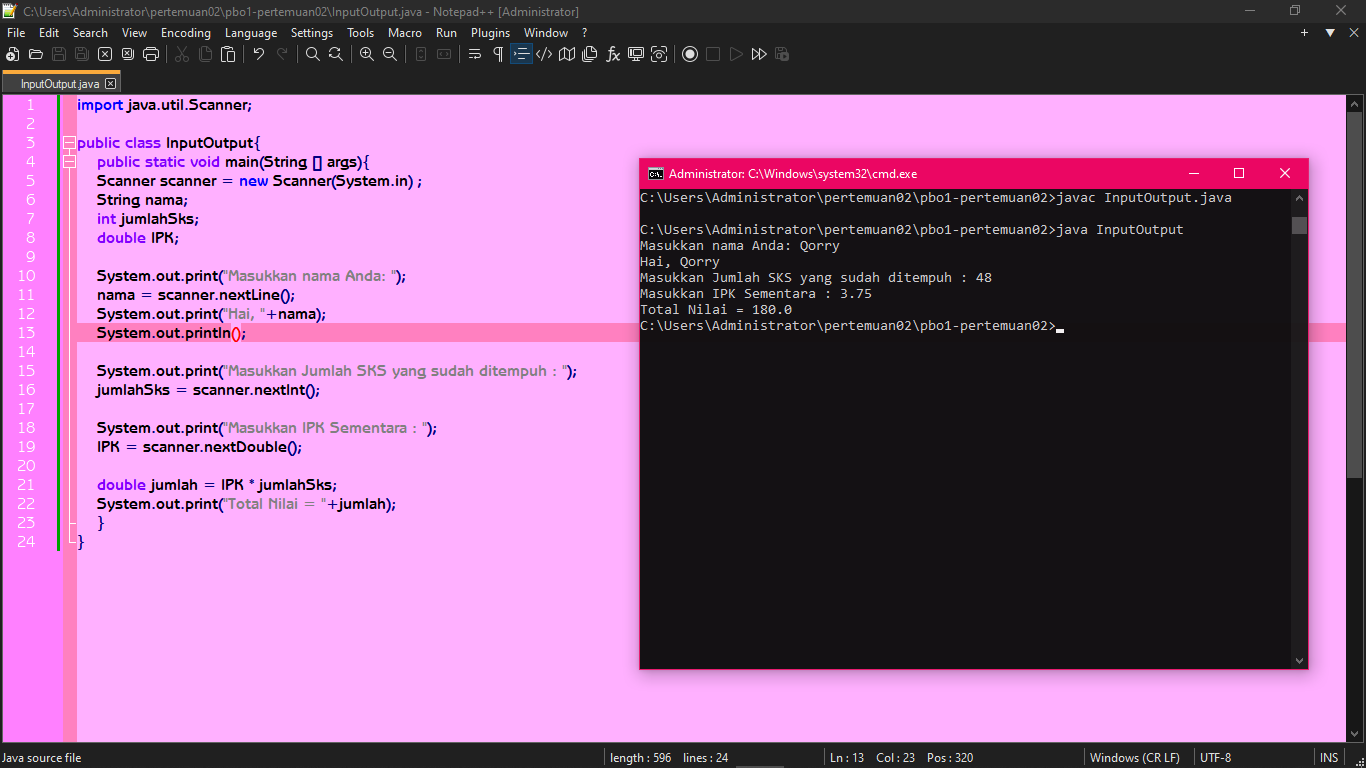 C:\Users\Administrator\pertemuan02\pbo1-pertemuan02\InputOutput.java - Notepad++ [Administrator]
File Edit Search View Encoding Language Settings Tools Macro Run Plugins Window ?
InputOutput.java
1 import java.util.Scanner;
2
3 public class InputOutput{
4 public static void main(String [] args){
5 Scanner scanner = new Scanner(System.in) ;
6 String nama;
7 int jumlahSks;
8 double IPK;
9
10 System.out.print("Masukkan nama Anda: ");
11 nama = scanner.nextLine();
12 System.out.print("Hai, "+nama);
13 System.out.println();
14
15 System.out.print("Masukkan Jumlah SKS yang sudah ditempuh : ");
16 jumlahSks = scanner.nextInt();
17
18 System.out.print("Masukkan IPK Sementara : ");
19 IPK = scanner.nextDouble();
20
21 double jumlah = IPK * jumlahSks;
22 System.out.print("Total Nilai = "+jumlah);
23 }
24 }
Administrator: C:\Windows\system32\cmd.exe
C:\Users\Administrator\pertemuan02\pbo1-pertemuan02>javac InputOutput.java
C:\Users\Administrator\pertemuan02\pbo1-pertemuan02>java InputOutput
Masukkan nama Anda: Qorry
Hai, Qorry
Masukkan Jumlah SKS yang sudah ditempuh : 48
Masukkan IPK Sementara : 3.75
Total Nilai = 180.0
C:\Users\Administrator\pertemuan02\pbo1-pertemuan02>
Java source file length : 596 lines : 24 Ln : 13 Col : 23 Pos : 320 Windows (CR LF) UTF-8 INS